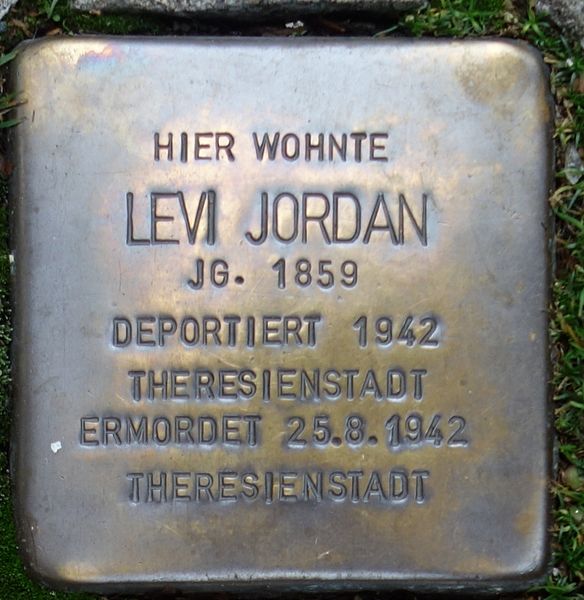 HIER WOHNTE
LEVI JORDAN
JG. 1859
DEPORTIERT 1942
THERESIENSTADT
ERMORDET 25.8.1942
THERESIENSTADT